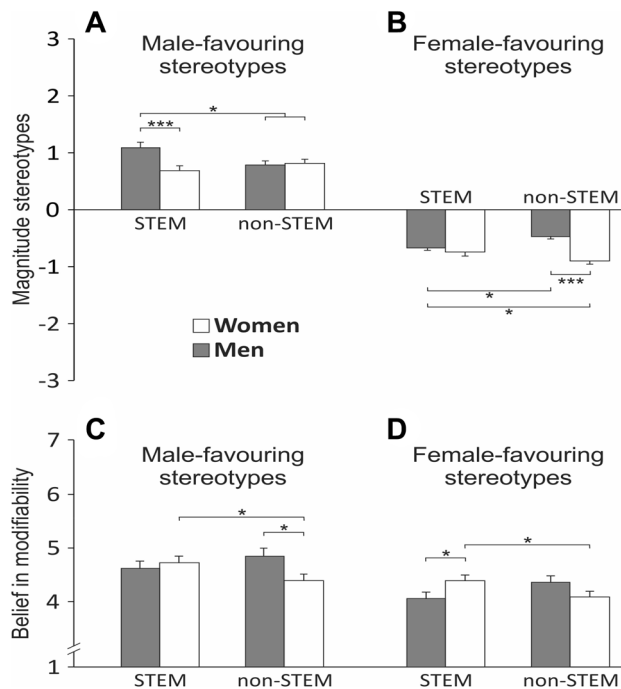 A
Male-favouring
stereotypes
B
Female-favouring
stereotypes
Magnitude stereotypes
3
2
1
0
-1
-2
-3
*
***
STEM
non-STEM
STEM
non-STEM
***
*
*
Women
Men
C
Male-favouring
stereotypes
D
Female-favouring
stereotypes
Belief in modifiability
7
6
5
4
1
*
*
*
*
STEM
non-STEM
STEM
non-STEM